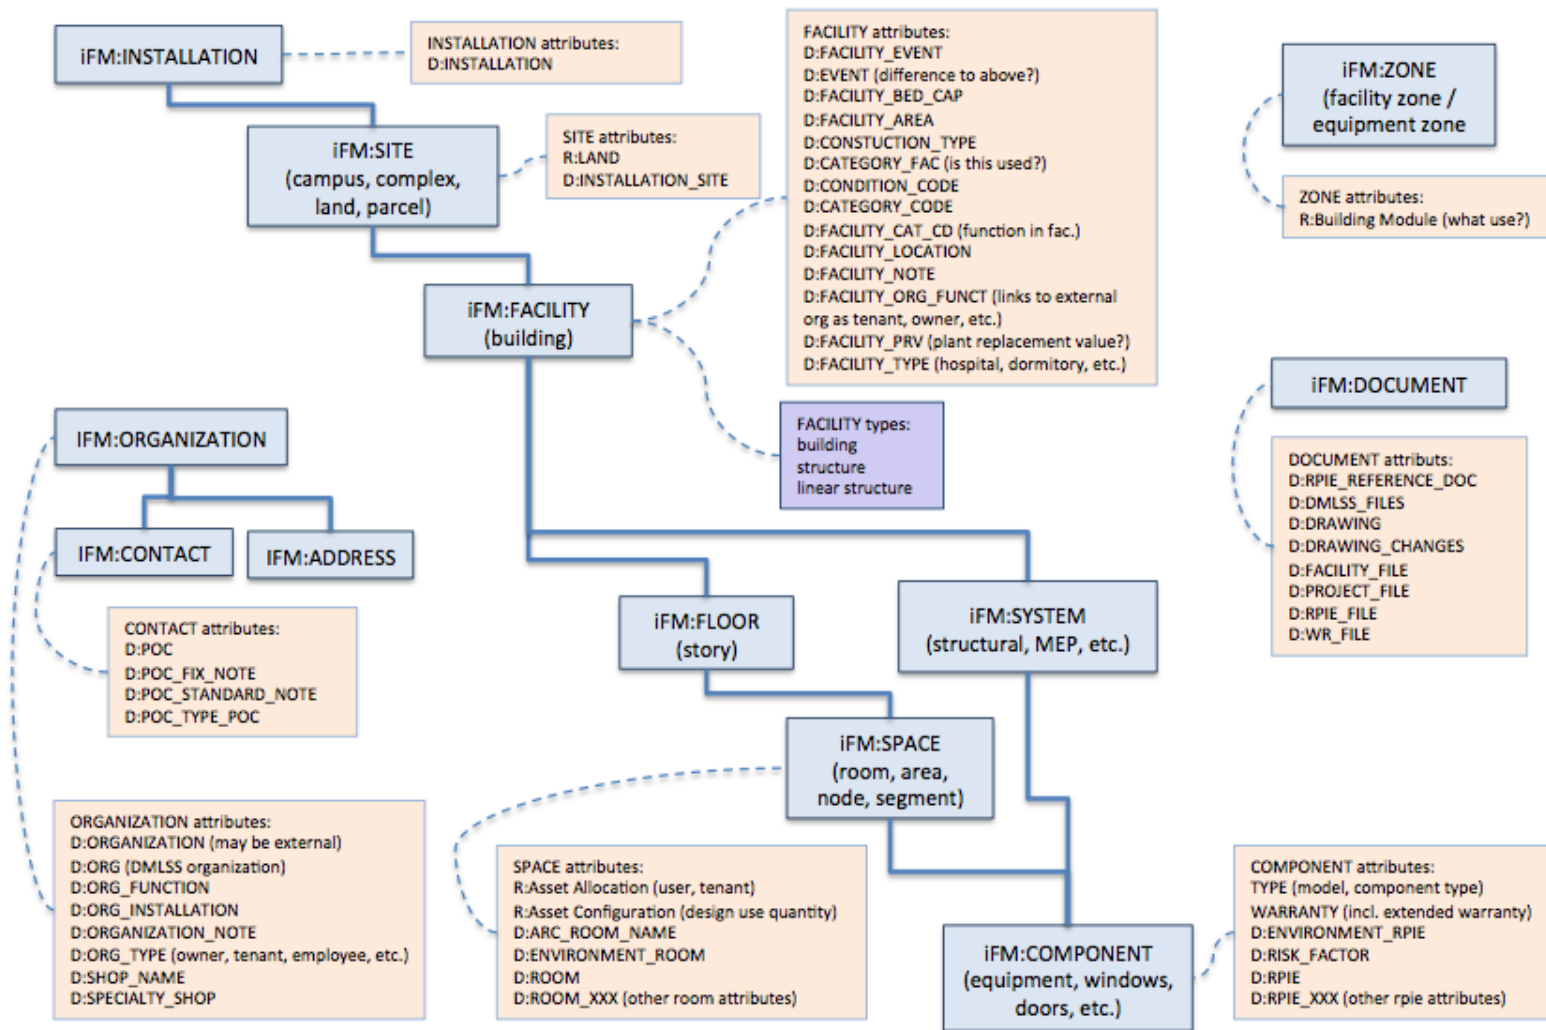 iFM:INSTALLATION
INSTALLATION attributes:
D:INSTALLATION
iFM:SITE
(campus, complex,
land, parcel)
SITE attributes:
R:LAND
D:INSTALLATION_SITE
FACILITY attributes:
D:FACILITY_EVENT
D:EVENT (difference to above?)
D:FACILITY_BED_CAP
D:FACILITY_AREA
D:CONSTUCTION_TYPE
D:CATEGORY_FAC (is this used?)
D:CONDITION_CODE
D:CATEGORY_CODE
D:FACILITY_CAT_CD (function in fac.)
D:FACILITY_LOCATION
D:FACILITY_NOTE
D:FACILITY_ORG_FUNCT (links to external
org as tenant, owner, etc.)
D:FACILITY_PRV (plant replacement value?)
D:FACILITY_TYPE (hospital, dormitory, etc.)
iFM:ZONE
(facility zone /
equipment zone
ZONE attributes:
R:Building Module (what use?)
iFM:FACILITY
(building)
FACILITY types:
building
structure
linear structure
iFM:DOCUMENT
DOCUMENT attributs:
D:RPIE_REFERENCE_DOC
D:DMLSS_FILES
D:DRAWING
D:DRAWING_CHANGES
D:FACILITY_FILE
D:PROJECT_FILE
D:RPIE_FILE
D:WR_FILE
IFM:ORGANIZATION
IFM:CONTACT
IFM:ADDRESS
CONTACT attributes:
D:POC
D:POC_FIX_NOTE
D:POC_STANDARD_NOTE
D:POC_TYPE_POC
iFM:FLOOR
(story)
iFM:SYSTEM
(structural, MEP, etc.)
iFM:SPACE
(room, area,
node, segment)
ORGANIZATION attributes:
D:ORGANIZATION (may be external)
D:ORG (DMLSS organization)
D:ORG_FUNCTION
D:ORG_INSTALLATION
D:ORGANIZATION_NOTE
D:ORG_TYPE (owner, tenant, employee, etc.)
D:SHOP_NAME
D:SPECIALTY_SHOP
SPACE attributes:
R:Asset Allocation (user, tenant)
R:Asset Configuration (design use quantity)
D:ARC_ROOM_NAME
D:ENVIRONMENT_ROOM
D:ROOM
D:ROOM_XXX (other room attributes)
iFM:COMPONENT
(equipment, windows,
doors, etc.)
COMPONENT attributes:
TYPE (model, component type)
WARRANTY (incl. extended warranty)
D:ENVIRONMENT_RPIE
D:RISK_FACTOR
D:RPIE
D:RPIE_XXX (other rpie attributes)